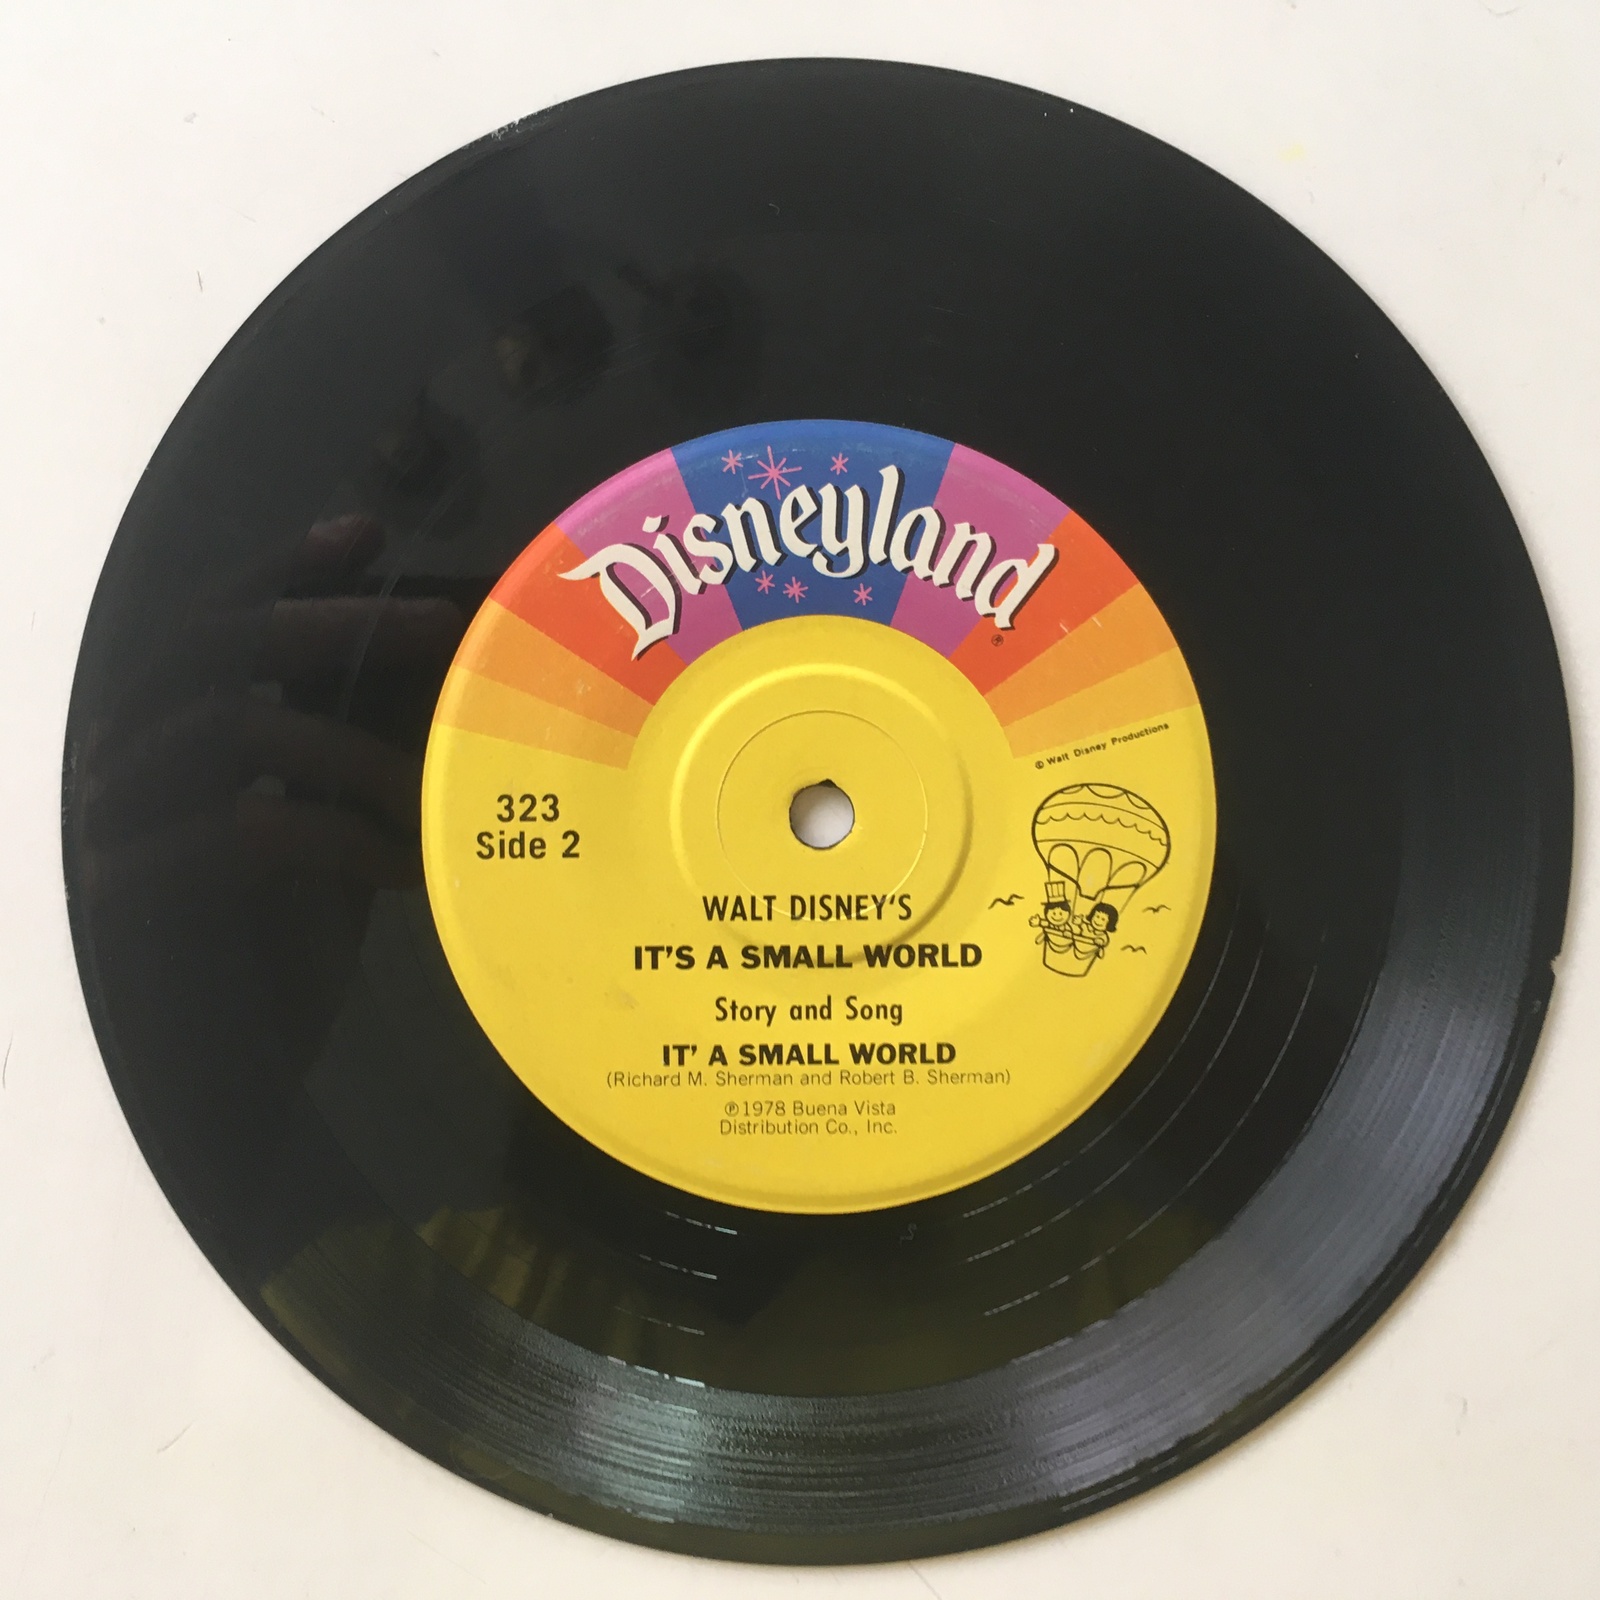 Disneyland
®
© Walt Disney Productions
323
Side 2
WALT DISNEY'S
IT'S A SMALL WORLD
Story and Song
IT' A SMALL WORLD
(Richard M. Sherman and Robert B. Sherman)
℗1978 Buena Vista
Distribution Co., Inc.